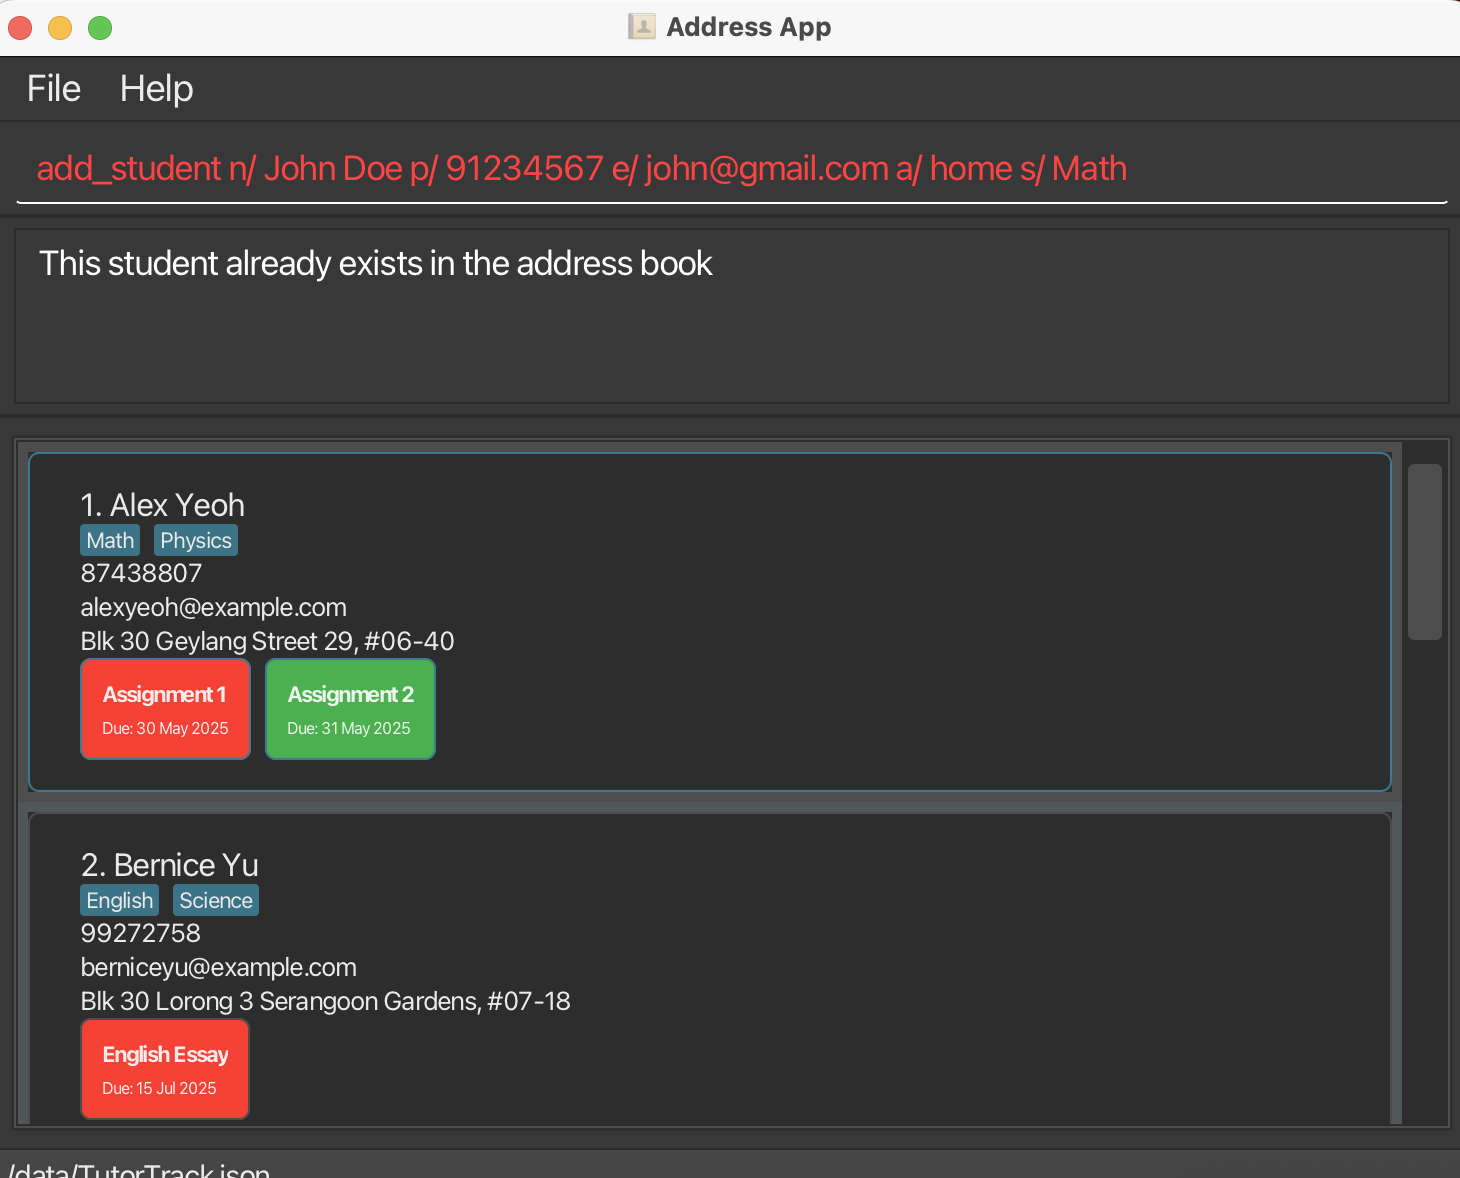 Address App
File Help
add_student n/ John Doe p/ 91234567 e/ john@gmail.com a/ home s/ Math
This student already exists in the address book
1. Alex Yeoh
Math Physics
87438807
alexyeoh@example.com
Blk 30 Geylang Street 29, #06-40
Assignment 1 Assignment 2
Due: 30 May 2025 Due: 31 May 2025
2. Bernice Yu
English Science
99272758
berniceyu@example.com
Blk 30 Lorong 3 Serangoon Gardens, #07-18
English Essay
Due: 15 Jul 2025
/data/TutorTrack.json